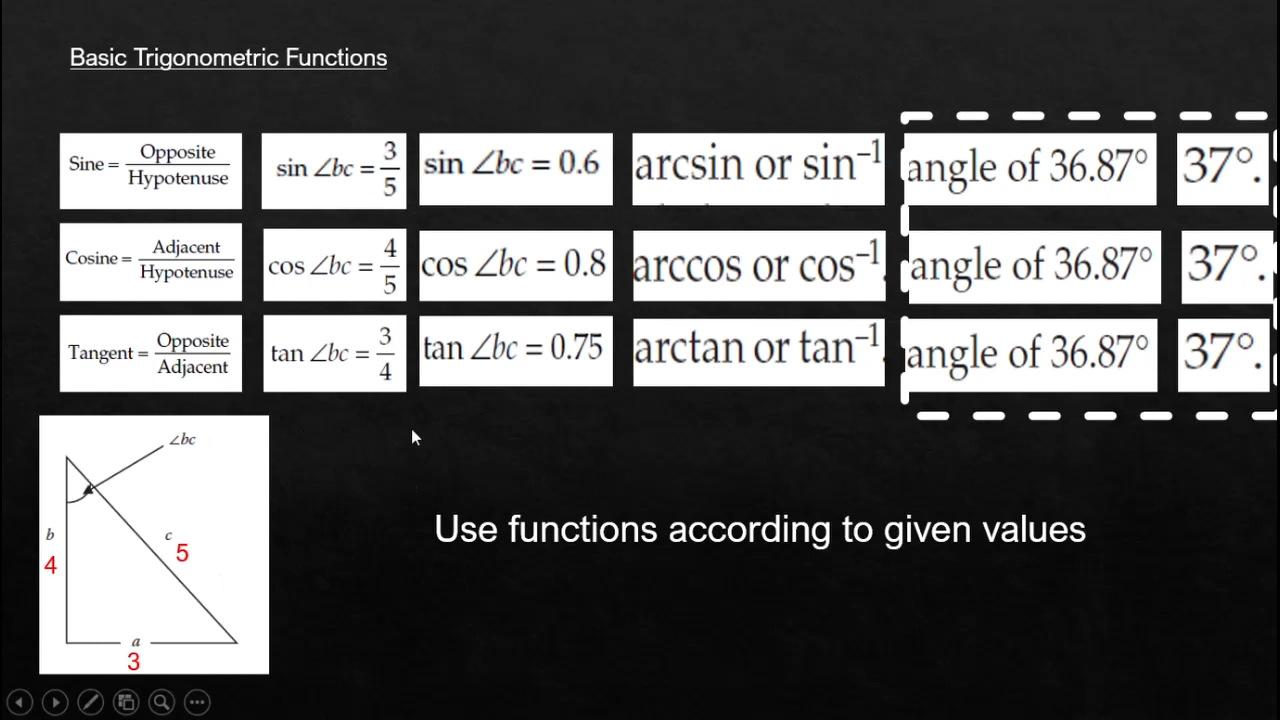 Basic Trigonometric Functions
Sine = Opposite / Hypotenuse
sin ∠bc = 3/5
sin ∠bc = 0.6
arcsin or sin⁻¹
angle of 36.87°
37°.
Cosine = Adjacent / Hypotenuse
cos ∠bc = 4/5
cos ∠bc = 0.8
arccos or cos⁻¹.
angle of 36.87°
37°.
Tangent = Opposite / Adjacent
tan ∠bc = 3/4
tan ∠bc = 0.75
arctan or tan⁻¹.
angle of 36.87°
37°.
∠bc
b
4
c
5
a
3
Use functions according to given values